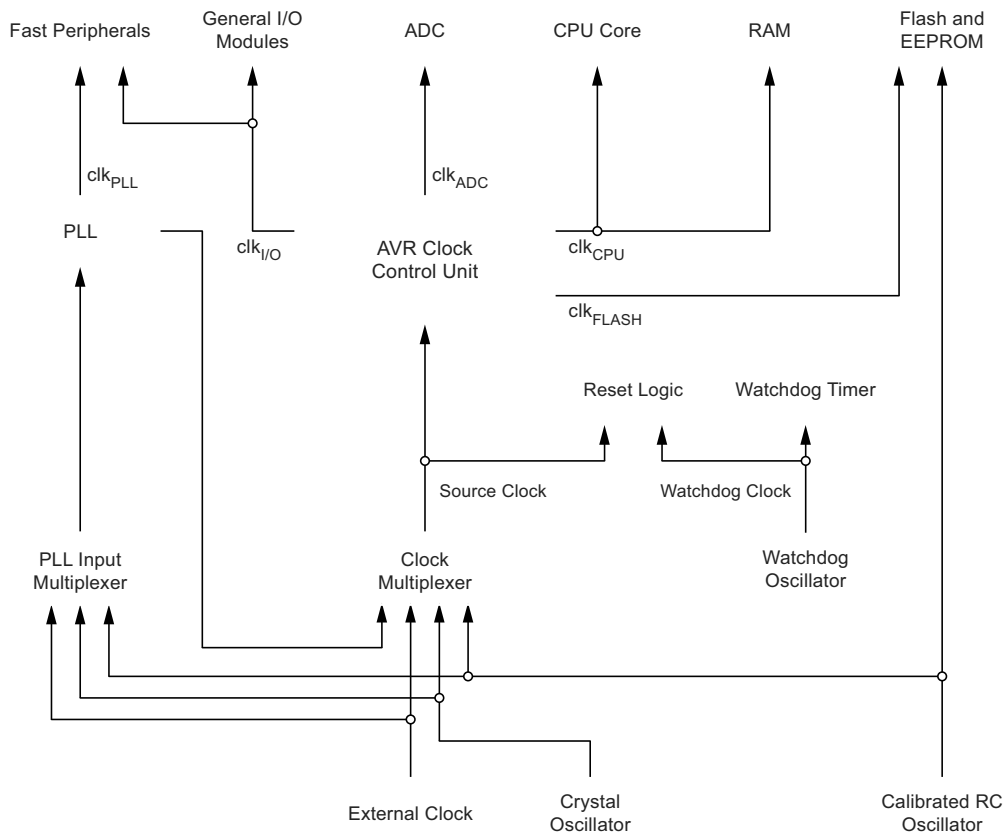 Fast Peripherals
General I/O
Modules
ADC
CPU Core
RAM
Flash and
EEPROM
clkPLL
clkADC
PLL
clkI/O
AVR Clock
Control Unit
clkCPU
clkFLASH
Reset Logic
Watchdog Timer
Source Clock
Watchdog Clock
PLL Input
Multiplexer
Clock
Multiplexer
Watchdog
Oscillator
External Clock
Crystal
Oscillator
Calibrated RC
Oscillator